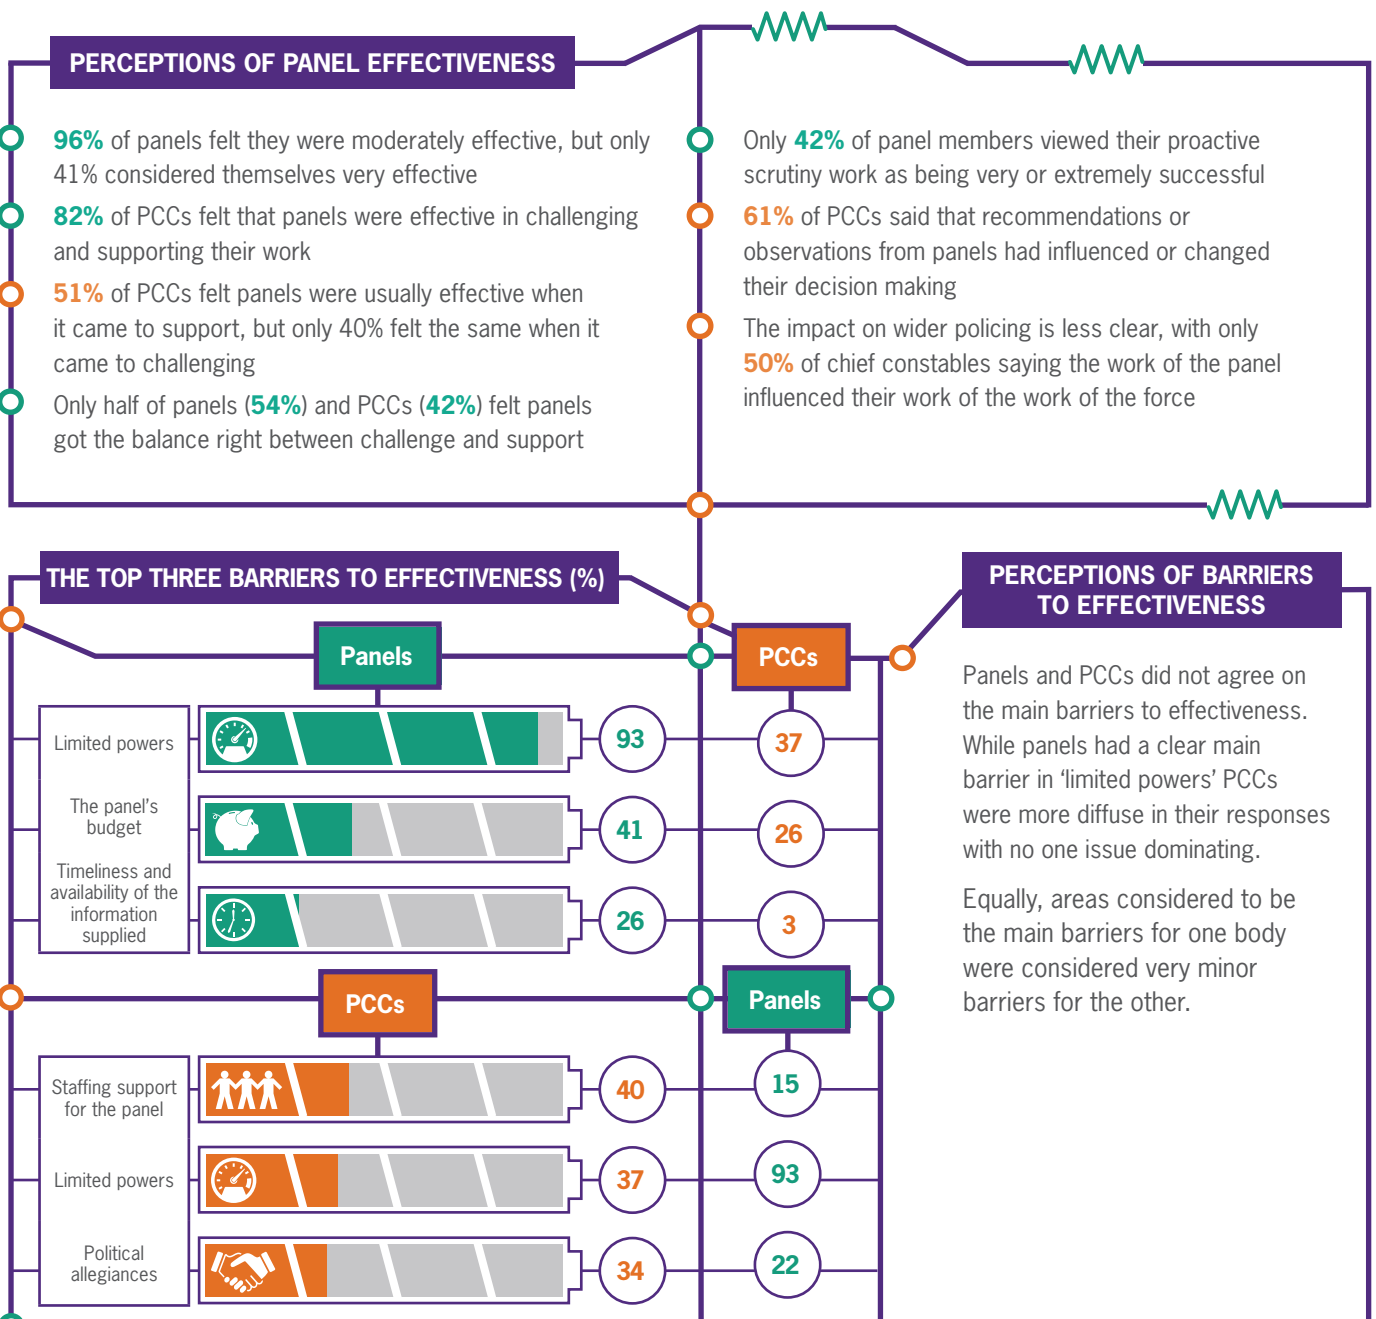 PERCEPTIONS OF PANEL EFFECTIVENESS
96% of panels felt they were moderately effective, but only
41% considered themselves very effective
82% of PCCs felt that panels were effective in challenging
and supporting their work
51% of PCCs felt panels were usually effective when
it came to support, but only 40% felt the same when it
came to challenging
Only half of panels (54%) and PCCs (42%) felt panels
got the balance right between challenge and support
Only 42% of panel members viewed their proactive
scrutiny work as being very or extremely successful
61% of PCCs said that recommendations or
observations from panels had influenced or changed
their decision making
The impact on wider policing is less clear, with only
50% of chief constables saying the work of the panel
influenced their work of the work of the force
THE TOP THREE BARRIERS TO EFFECTIVENESS (%)
Panels
PCCs
Limited powers
93
37
The panel's
budget
41
26
Timeliness and
availability of the
information
supplied
26
3
PCCs
Panels
Staffing support
for the panel
40
15
Limited powers
37
93
Political
allegiances
34
22
PERCEPTIONS OF BARRIERS
TO EFFECTIVENESS
Panels and PCCs did not agree on
the main barriers to effectiveness.
While panels had a clear main
barrier in ‘limited powers’ PCCs
were more diffuse in their responses
with no one issue dominating.
Equally, areas considered to be
the main barriers for one body
were considered very minor
barriers for the other.